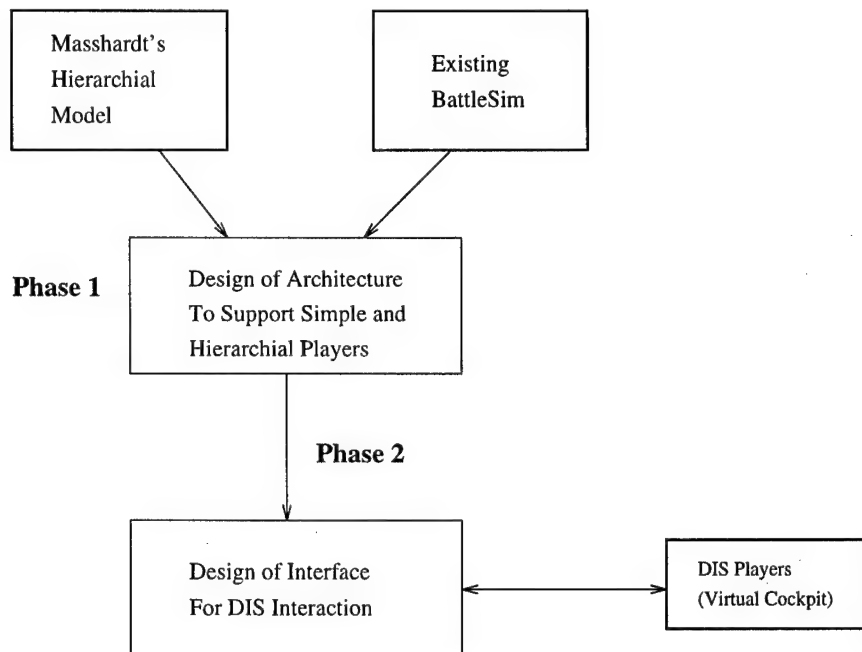 Masshardt's
Hierarchial
Model
Existing
BattleSim
Phase 1
Design of Architecture
To Support Simple and
Hierarchial Players
Phase 2
Design of Interface
For DIS Interaction
DIS Players
(Virtual Cockpit)